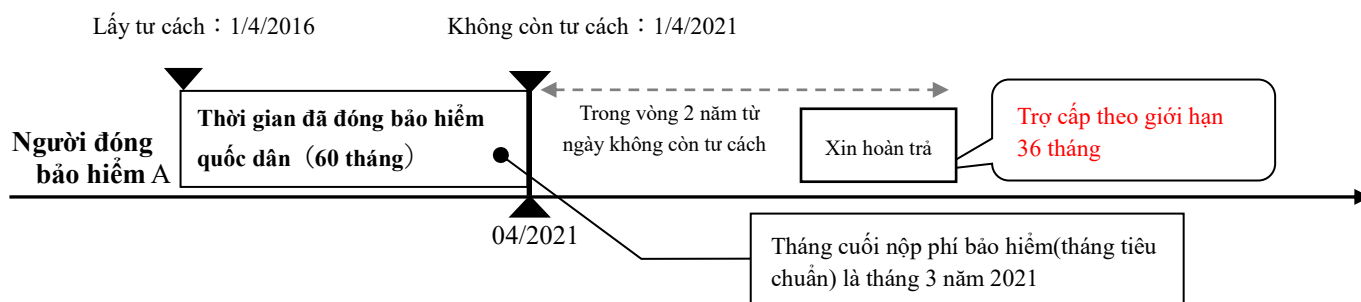 Lấy tư cách：1/4/2016
Không còn tư cách：1/4/2021
Người đóng
bảo hiểm A
Thời gian đã đóng bảo hiểm
quốc dân（60 tháng）
Trong vòng 2 năm từ
ngày không còn tư cách
Xin hoàn trả
Trợ cấp theo giới hạn
36 tháng
04/2021
Tháng cuối nộp phí bảo hiểm(tháng tiêu
chuẩn) là tháng 3 năm 2021